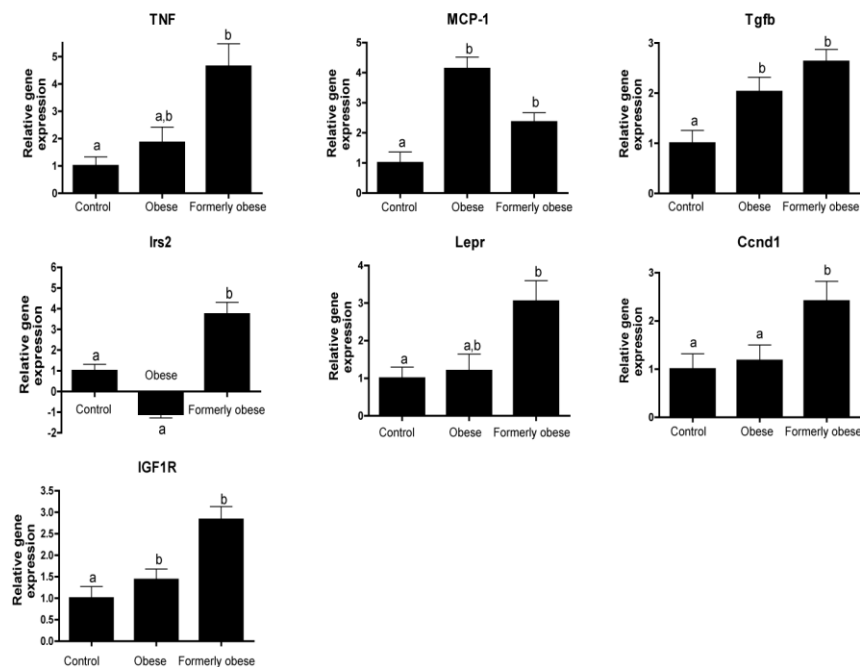 TNF
Relative gene
expression
5
4
3
2
1
0
a
a,b
b
Control
Obese
Formerly obese
MCP-1
Relative gene
expression
5
4
3
2
1
0
a
b
b
Control
Obese
Formerly obese
Tgfb
Relative gene
expression
3
2
1
0
a
b
b
Control
Obese
Formerly obese
Irs2
Relative gene
expression
6
5
4
3
2
1
0
-1
-2
a
Obese
a
b
Control
Formerly obese
Lepr
Relative gene
expression
4
3
2
1
0
a
a,b
b
Control
Obese
Formerly obese
Ccnd1
Relative gene
expression
3
2
1
0
a
a
b
Control
Obese
Formerly obese
IGF1R
Relative gene
expression
3.5
3.0
2.5
2.0
1.5
1.0
0.5
0.0
a
b
b
Control
Obese
Formerly obese